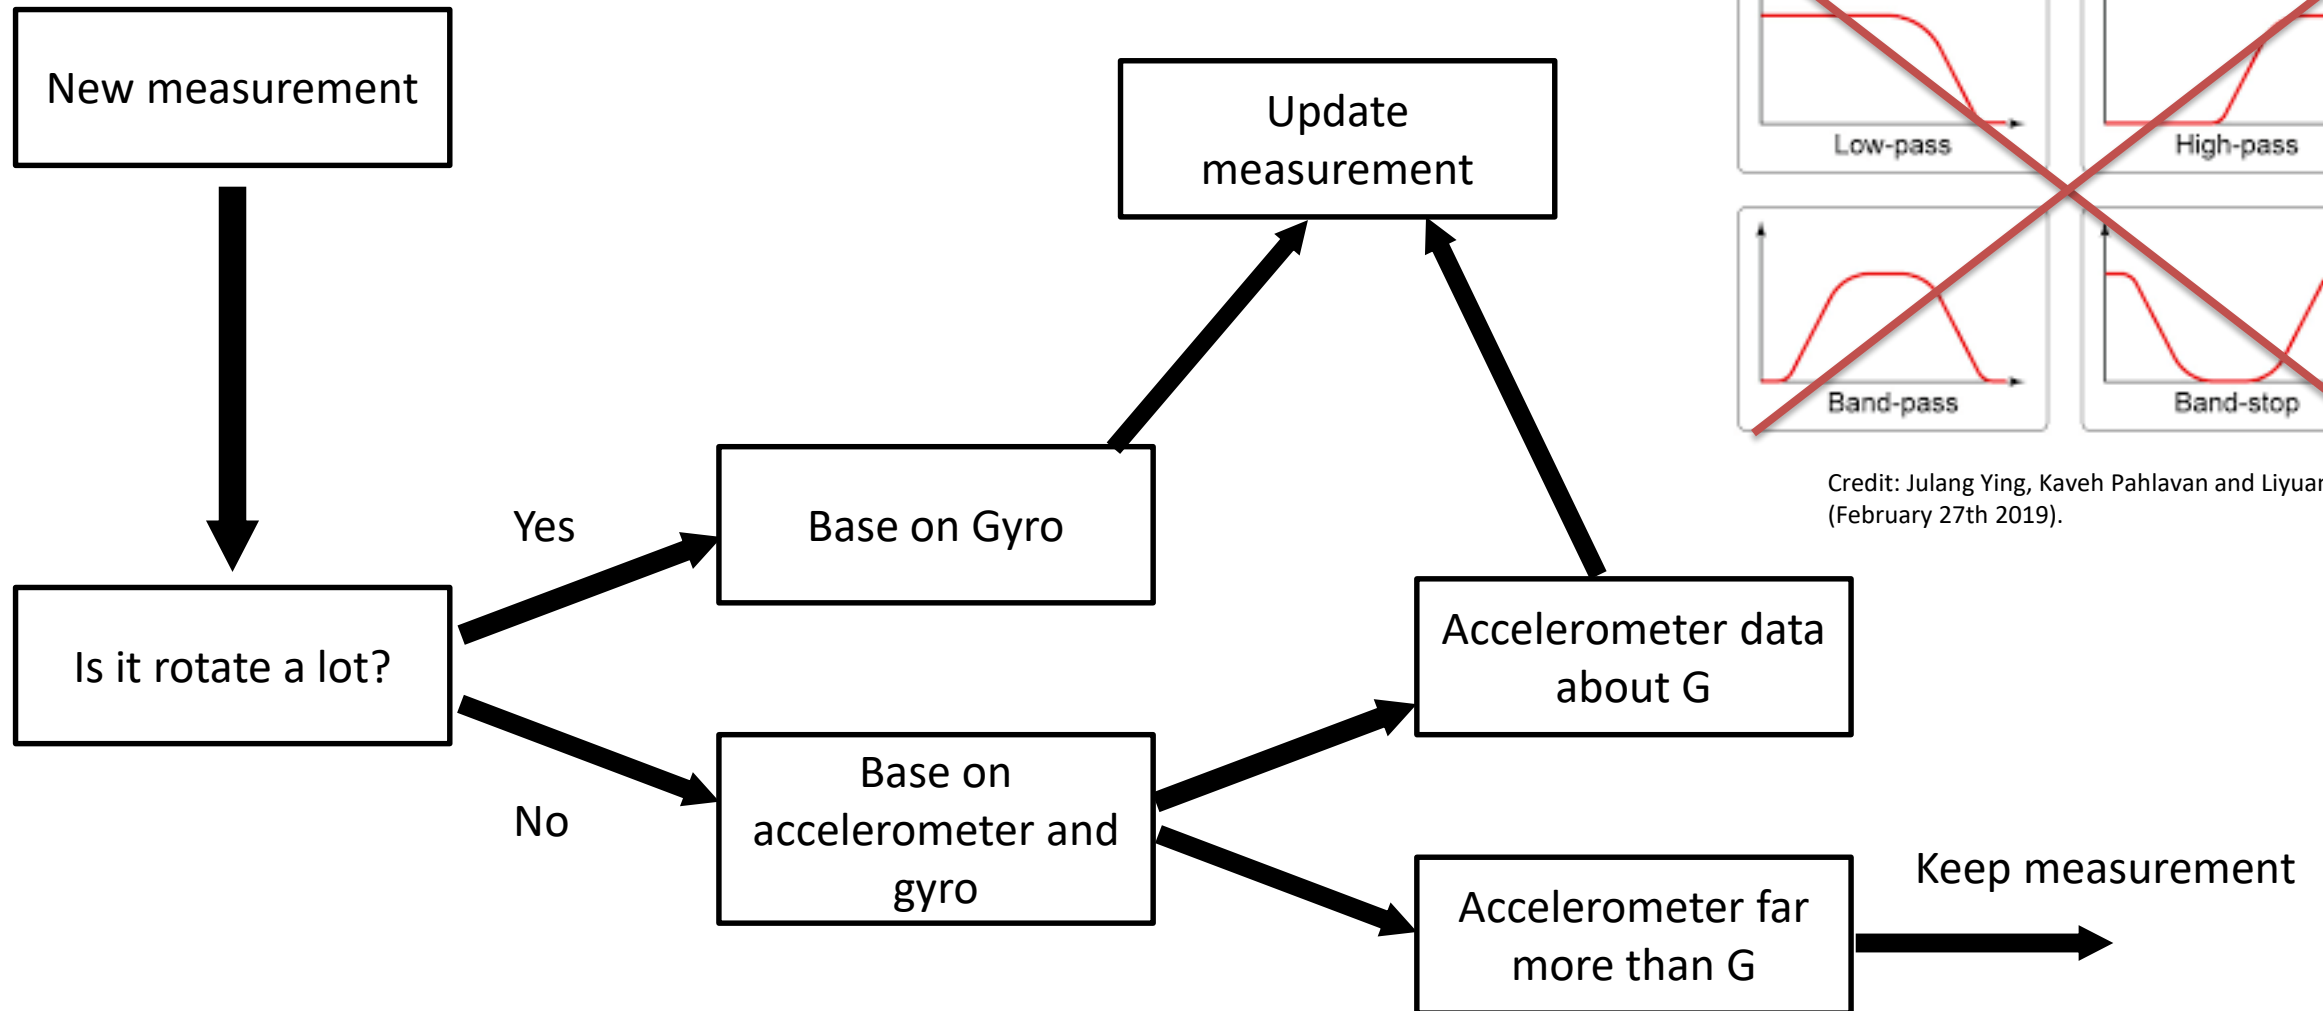 New measurement
Update
measurement
Low-pass
High-pass
Band-pass
Band-stop
Credit: Julang Ying, Kaveh Pahlavan and Liyuan
(February 27th 2019).
Yes
Base on Gyro
Is it rotate a lot?
Accelerometer data
about G
No
Base on
accelerometer and
gyro
Accelerometer far
more than G
Keep measurement